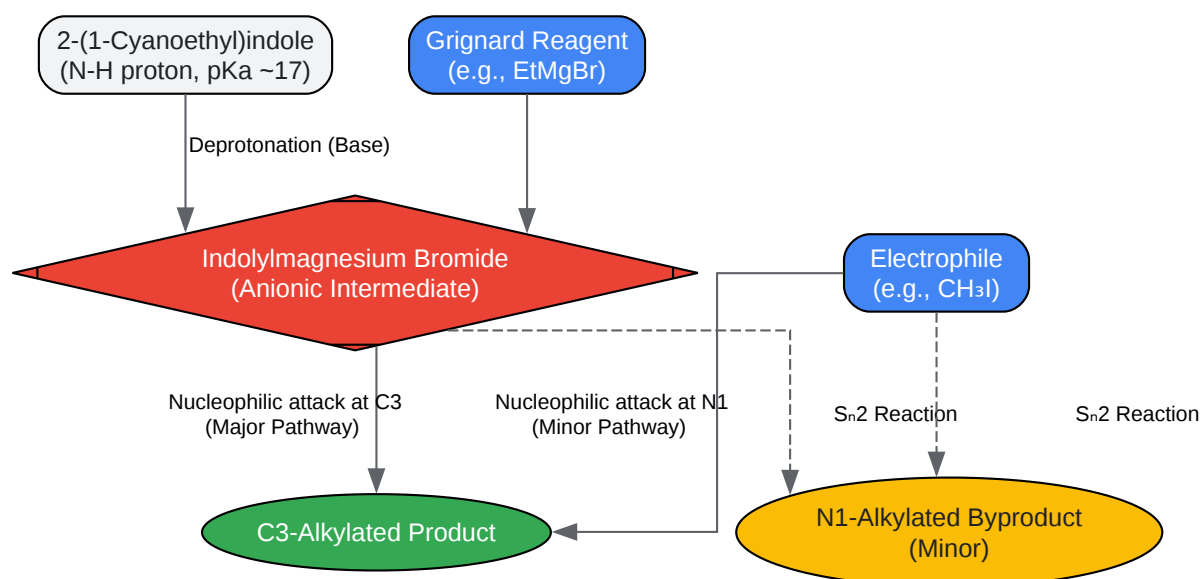 2-(1-Cyanoethyl)indole
(N-H proton, pKa ~17)
Grignard Reagent
(e.g., EtMgBr)
Deprotonation (Base)
Indolylmagnesium Bromide
(Anionic Intermediate)
Electrophile
(e.g., CH₃I)
Nucleophilic attack at C3
(Major Pathway)
Nucleophilic attack at N1
(Minor Pathway)
Sₙ2 Reaction
Sₙ2 Reaction
C3-Alkylated Product
N1-Alkylated Byproduct
(Minor)